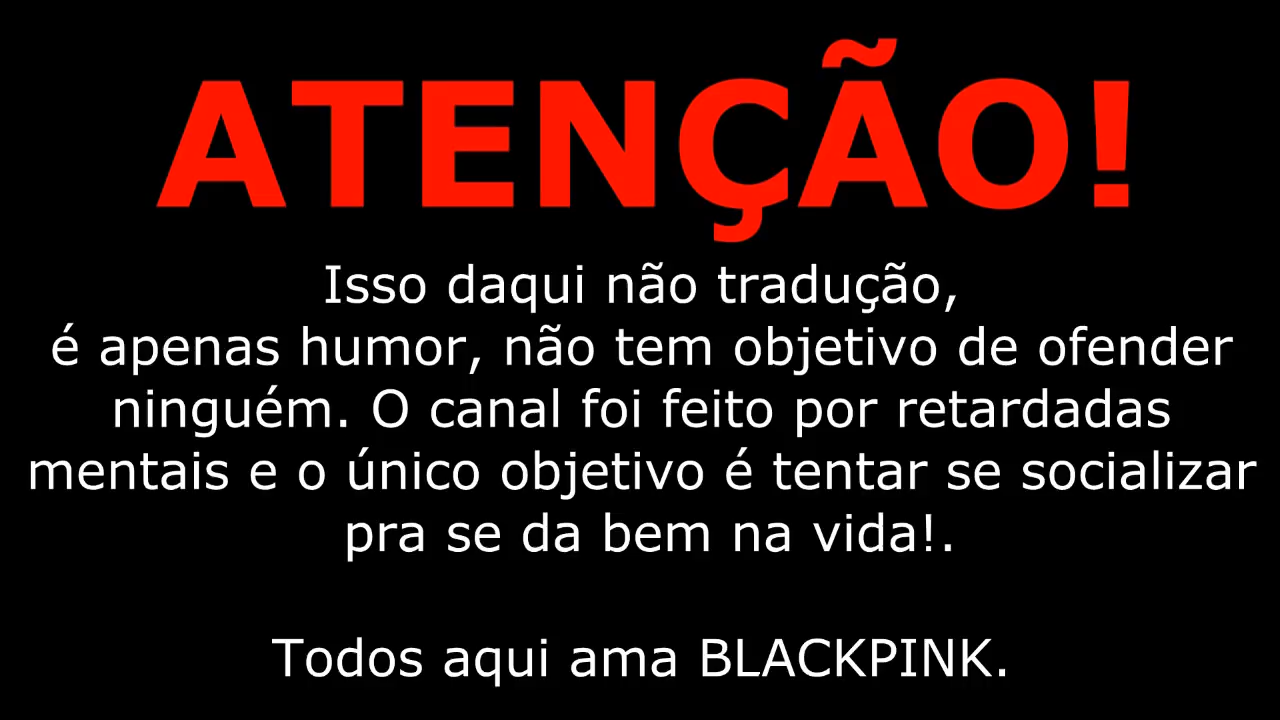 ATENÇÃO!
Isso daqui não tradução,
é apenas humor, não tem objetivo de ofender
ninguém. O canal foi feito por retardadas
mentais e o único objetivo é tentar se socializar
pra se da bem na vida!.
Todos aqui ama BLACKPINK.